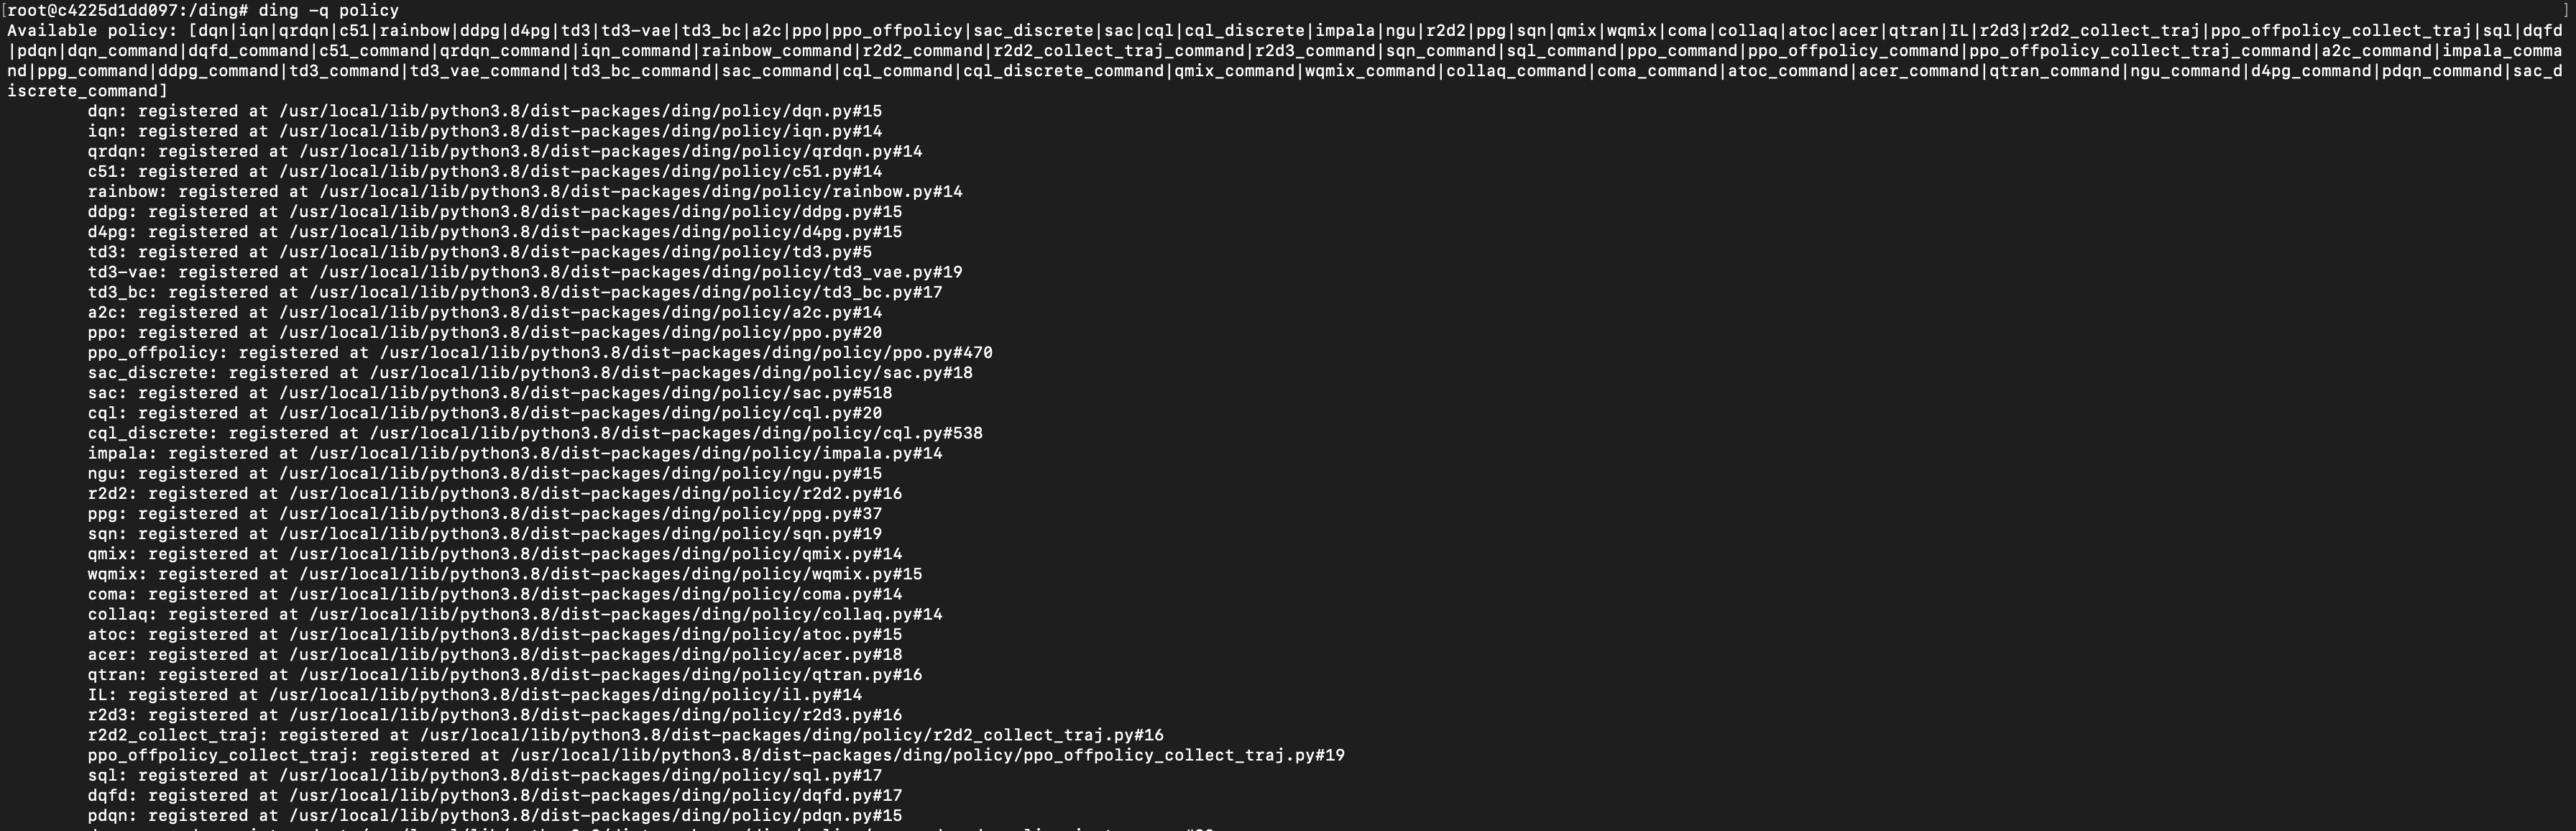 [root@c4225d1dd097:/ding# ding -q policy ]
Available policy: [dqn|iqn|qrdqn|c51|rainbow|ddpg|d4pg|td3|td3-vae|td3_bc|a2c|ppo|ppo_offpolicy|sac_discrete|sac|cql|cql_discrete|impala|ngu|r2d2|ppg|sqn|qmix|wqmix|coma|collaq|atoc|acer|qtran|IL|r2d3|r2d2_collect_traj|ppo_offpolicy_collect_traj|sql|dqfd
|pdqn|dqn_command|dqfd_command|c51_command|qrdqn_command|iqn_command|rainbow_command|r2d2_command|r2d2_collect_traj_command|r2d3_command|sqn_command|sql_command|ppo_command|ppo_offpolicy_command|ppo_offpolicy_collect_traj_command|a2c_command|impala_comma
nd|ppg_command|ddpg_command|td3_command|td3_vae_command|td3_bc_command|sac_command|cql_command|cql_discrete_command|qmix_command|wqmix_command|collaq_command|coma_command|atoc_command|acer_command|qtran_command|ngu_command|d4pg_command|pdqn_command|sac_d
iscrete_command]
dqn: registered at /usr/local/lib/python3.8/dist-packages/ding/policy/dqn.py#15
iqn: registered at /usr/local/lib/python3.8/dist-packages/ding/policy/iqn.py#14
qrdqn: registered at /usr/local/lib/python3.8/dist-packages/ding/policy/qrdqn.py#14
c51: registered at /usr/local/lib/python3.8/dist-packages/ding/policy/c51.py#14
rainbow: registered at /usr/local/lib/python3.8/dist-packages/ding/policy/rainbow.py#14
ddpg: registered at /usr/local/lib/python3.8/dist-packages/ding/policy/ddpg.py#15
d4pg: registered at /usr/local/lib/python3.8/dist-packages/ding/policy/d4pg.py#15
td3: registered at /usr/local/lib/python3.8/dist-packages/ding/policy/td3.py#5
td3-vae: registered at /usr/local/lib/python3.8/dist-packages/ding/policy/td3_vae.py#19
td3_bc: registered at /usr/local/lib/python3.8/dist-packages/ding/policy/td3_bc.py#17
a2c: registered at /usr/local/lib/python3.8/dist-packages/ding/policy/a2c.py#14
ppo: registered at /usr/local/lib/python3.8/dist-packages/ding/policy/ppo.py#20
ppo_offpolicy: registered at /usr/local/lib/python3.8/dist-packages/ding/policy/ppo.py#470
sac_discrete: registered at /usr/local/lib/python3.8/dist-packages/ding/policy/sac.py#18
sac: registered at /usr/local/lib/python3.8/dist-packages/ding/policy/sac.py#518
cql: registered at /usr/local/lib/python3.8/dist-packages/ding/policy/cql.py#20
cql_discrete: registered at /usr/local/lib/python3.8/dist-packages/ding/policy/cql.py#538
impala: registered at /usr/local/lib/python3.8/dist-packages/ding/policy/impala.py#14
ngu: registered at /usr/local/lib/python3.8/dist-packages/ding/policy/ngu.py#15
r2d2: registered at /usr/local/lib/python3.8/dist-packages/ding/policy/r2d2.py#16
ppg: registered at /usr/local/lib/python3.8/dist-packages/ding/policy/ppg.py#37
sqn: registered at /usr/local/lib/python3.8/dist-packages/ding/policy/sqn.py#19
qmix: registered at /usr/local/lib/python3.8/dist-packages/ding/policy/qmix.py#14
wqmix: registered at /usr/local/lib/python3.8/dist-packages/ding/policy/wqmix.py#15
coma: registered at /usr/local/lib/python3.8/dist-packages/ding/policy/coma.py#14
collaq: registered at /usr/local/lib/python3.8/dist-packages/ding/policy/collaq.py#14
atoc: registered at /usr/local/lib/python3.8/dist-packages/ding/policy/atoc.py#15
acer: registered at /usr/local/lib/python3.8/dist-packages/ding/policy/acer.py#18
qtran: registered at /usr/local/lib/python3.8/dist-packages/ding/policy/qtran.py#16
IL: registered at /usr/local/lib/python3.8/dist-packages/ding/policy/il.py#14
r2d3: registered at /usr/local/lib/python3.8/dist-packages/ding/policy/r2d3.py#16
r2d2_collect_traj: registered at /usr/local/lib/python3.8/dist-packages/ding/policy/r2d2_collect_traj.py#16
ppo_offpolicy_collect_traj: registered at /usr/local/lib/python3.8/dist-packages/ding/policy/ppo_offpolicy_collect_traj.py#19
sql: registered at /usr/local/lib/python3.8/dist-packages/ding/policy/sql.py#17
dqfd: registered at /usr/local/lib/python3.8/dist-packages/ding/policy/dqfd.py#17
pdqn: registered at /usr/local/lib/python3.8/dist-packages/ding/policy/pdqn.py#15